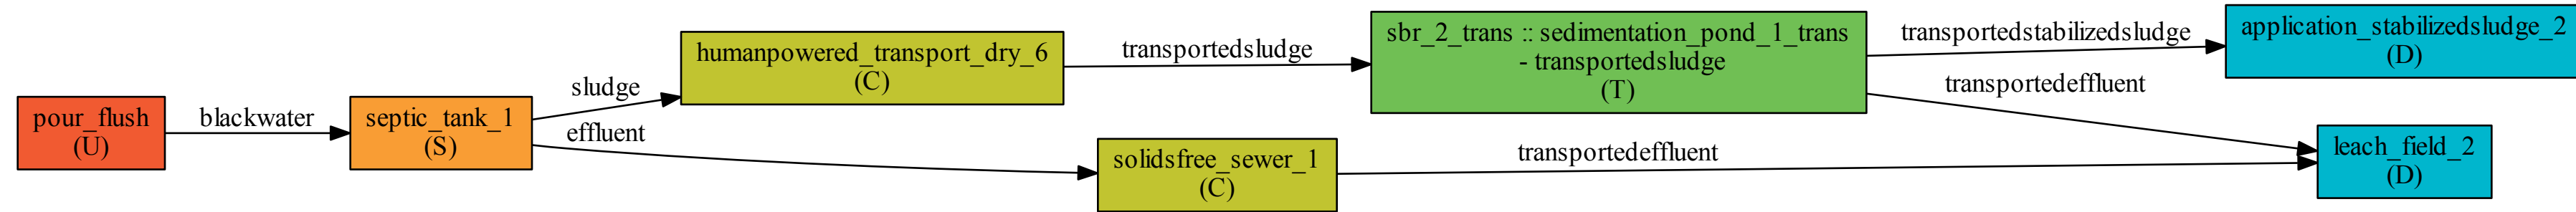 pour_flush
(U)
blackwater
septic_tank_1
(S)
sludge
effluent
humanpowered_transport_dry_6
(C)
transportedsludge
solidsfree_sewer_1
(C)
transportedeffluent
sbr_2_trans :: sedimentation_pond_1_trans
- transportedsludge
(T)
transportedstabilizedsludge
transportedeffluent
application_stabilizedsludge_2
(D)
leach_field_2
(D)